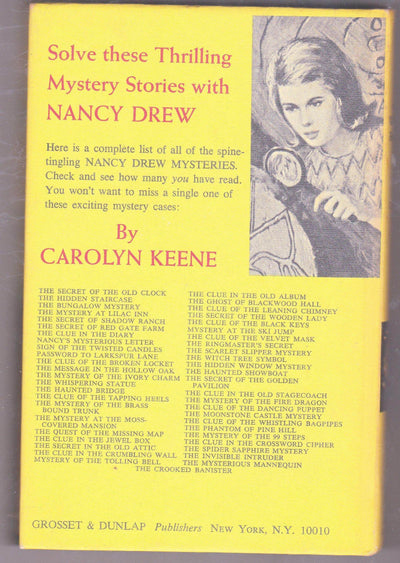 Solve these Thrilling
Mystery Stories with
NANCY DREW
Here is a complete list of all of the spine-
tingling NANCY DREW MYSTERIES.
Check and see how many you have read.
You won't want to miss a single one of
these exciting mystery cases:
By
CAROLYN KEENE
THE SECRET OF THE OLD CLOCK
THE HIDDEN STAIRCASE
THE BUNGALOW MYSTERY
THE MYSTERY AT LILAC INN
THE SECRET OF SHADOW RANCH
THE SECRET OF RED GATE FARM
THE CLUE IN THE DIARY
NANCY'S MYSTERIOUS LETTER
SIGN OF THE TWISTED CANDLES
PASSWORD TO LARKSPUR LANE
THE CLUE OF THE BROKEN LOCKET
THE MESSAGE IN THE HOLLOW OAK
THE MYSTERY OF THE IVORY CHARM
THE WHISPERING STATUE
THE HAUNTED BRIDGE
THE CLUE OF THE TAPPING HEELS
THE MYSTERY OF THE BRASS
BOUND TRUNK
THE MYSTERY AT THE MOSS-
COVERED MANSION
THE QUEST OF THE MISSING MAP
THE CLUE IN THE JEWEL BOX
THE SECRET IN THE OLD ATTIC
THE CLUE IN THE CRUMBLING WALL
MYSTERY OF THE TOLLING BELL
THE CLUE IN THE OLD ALBUM
THE GHOST OF BLACKWOOD HALL
THE CLUE OF THE LEANING CHIMNEY
THE SECRET OF THE WOODEN LADY
THE CLUE OF THE BLACK KEYS
MYSTERY AT THE SKI JUMP
THE CLUE OF THE VELVET MASK
THE RINGMASTER'S SECRET
THE SCARLET SLIPPER MYSTERY
THE WITCH TREE SYMBOL
THE HIDDEN WINDOW MYSTERY
THE HAUNTED SHOWBOAT
THE SECRET OF THE GOLDEN
PAVILION
THE CLUE IN THE OLD STAGECOACH
THE MYSTERY OF THE FIRE DRAGON
THE CLUE OF THE DANCING PUPPET
THE MOONSTONE CASTLE MYSTERY
THE CLUE OF THE WHISTLING BAGPIPES
THE PHANTOM OF PINE HILL
THE MYSTERY OF THE 99 STEPS
THE CLUE IN THE CROSSWORD CIPHER
THE SPIDER SAPPHIRE MYSTERY
THE INVISIBLE INTRUDER
THE MYSTERIOUS MANNEQUIN
THE CROOKED BANISTER
GROSSET & DUNLAP Publishers NEW YORK, N.Y. 10010